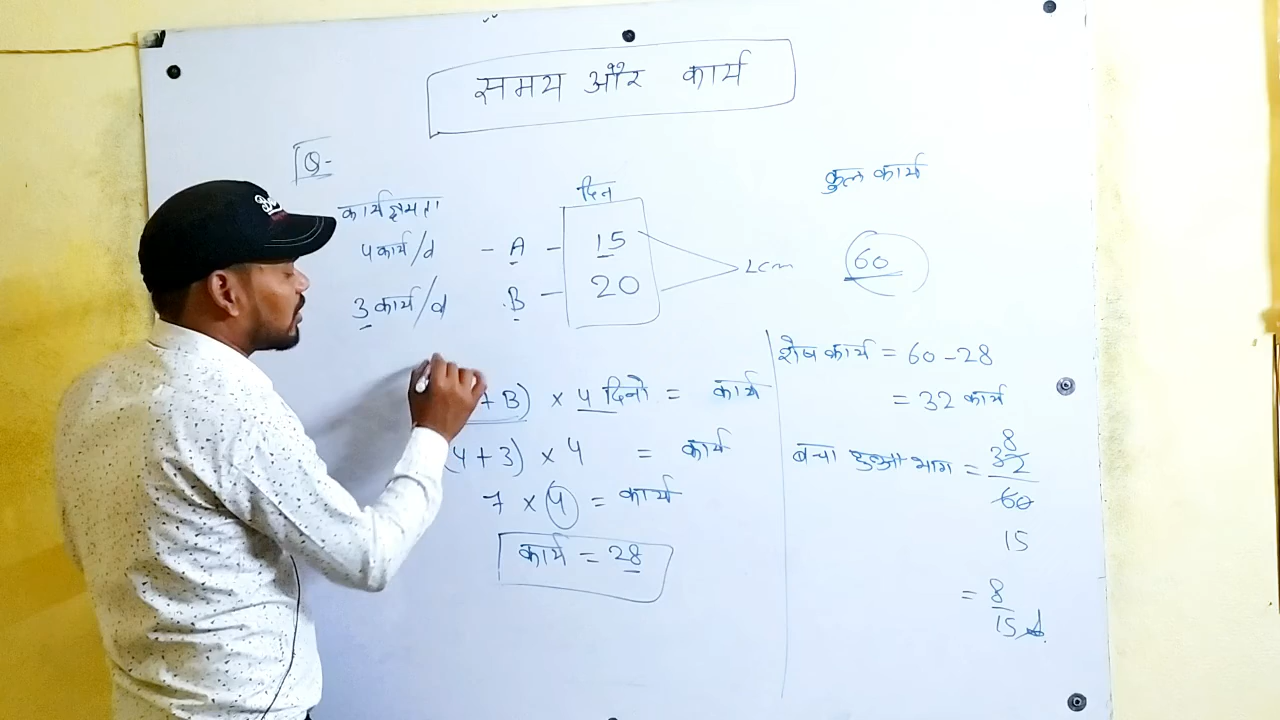 समय और कार्य
Q-
कार्यक्षमता दिन कुल कार्य
4 कार्य/d - A - 15
3 कार्य/d B - 20
Lcm 60
+ B) × 4 दिनो = कार्य
(4 + 3) × 4 = कार्य
7 × 4 = कार्य
कार्य = 28
शेष कार्य = 60 - 28
= 32 कार्य
8
बचा हुआ भाग = 32
60
15
= 8
15